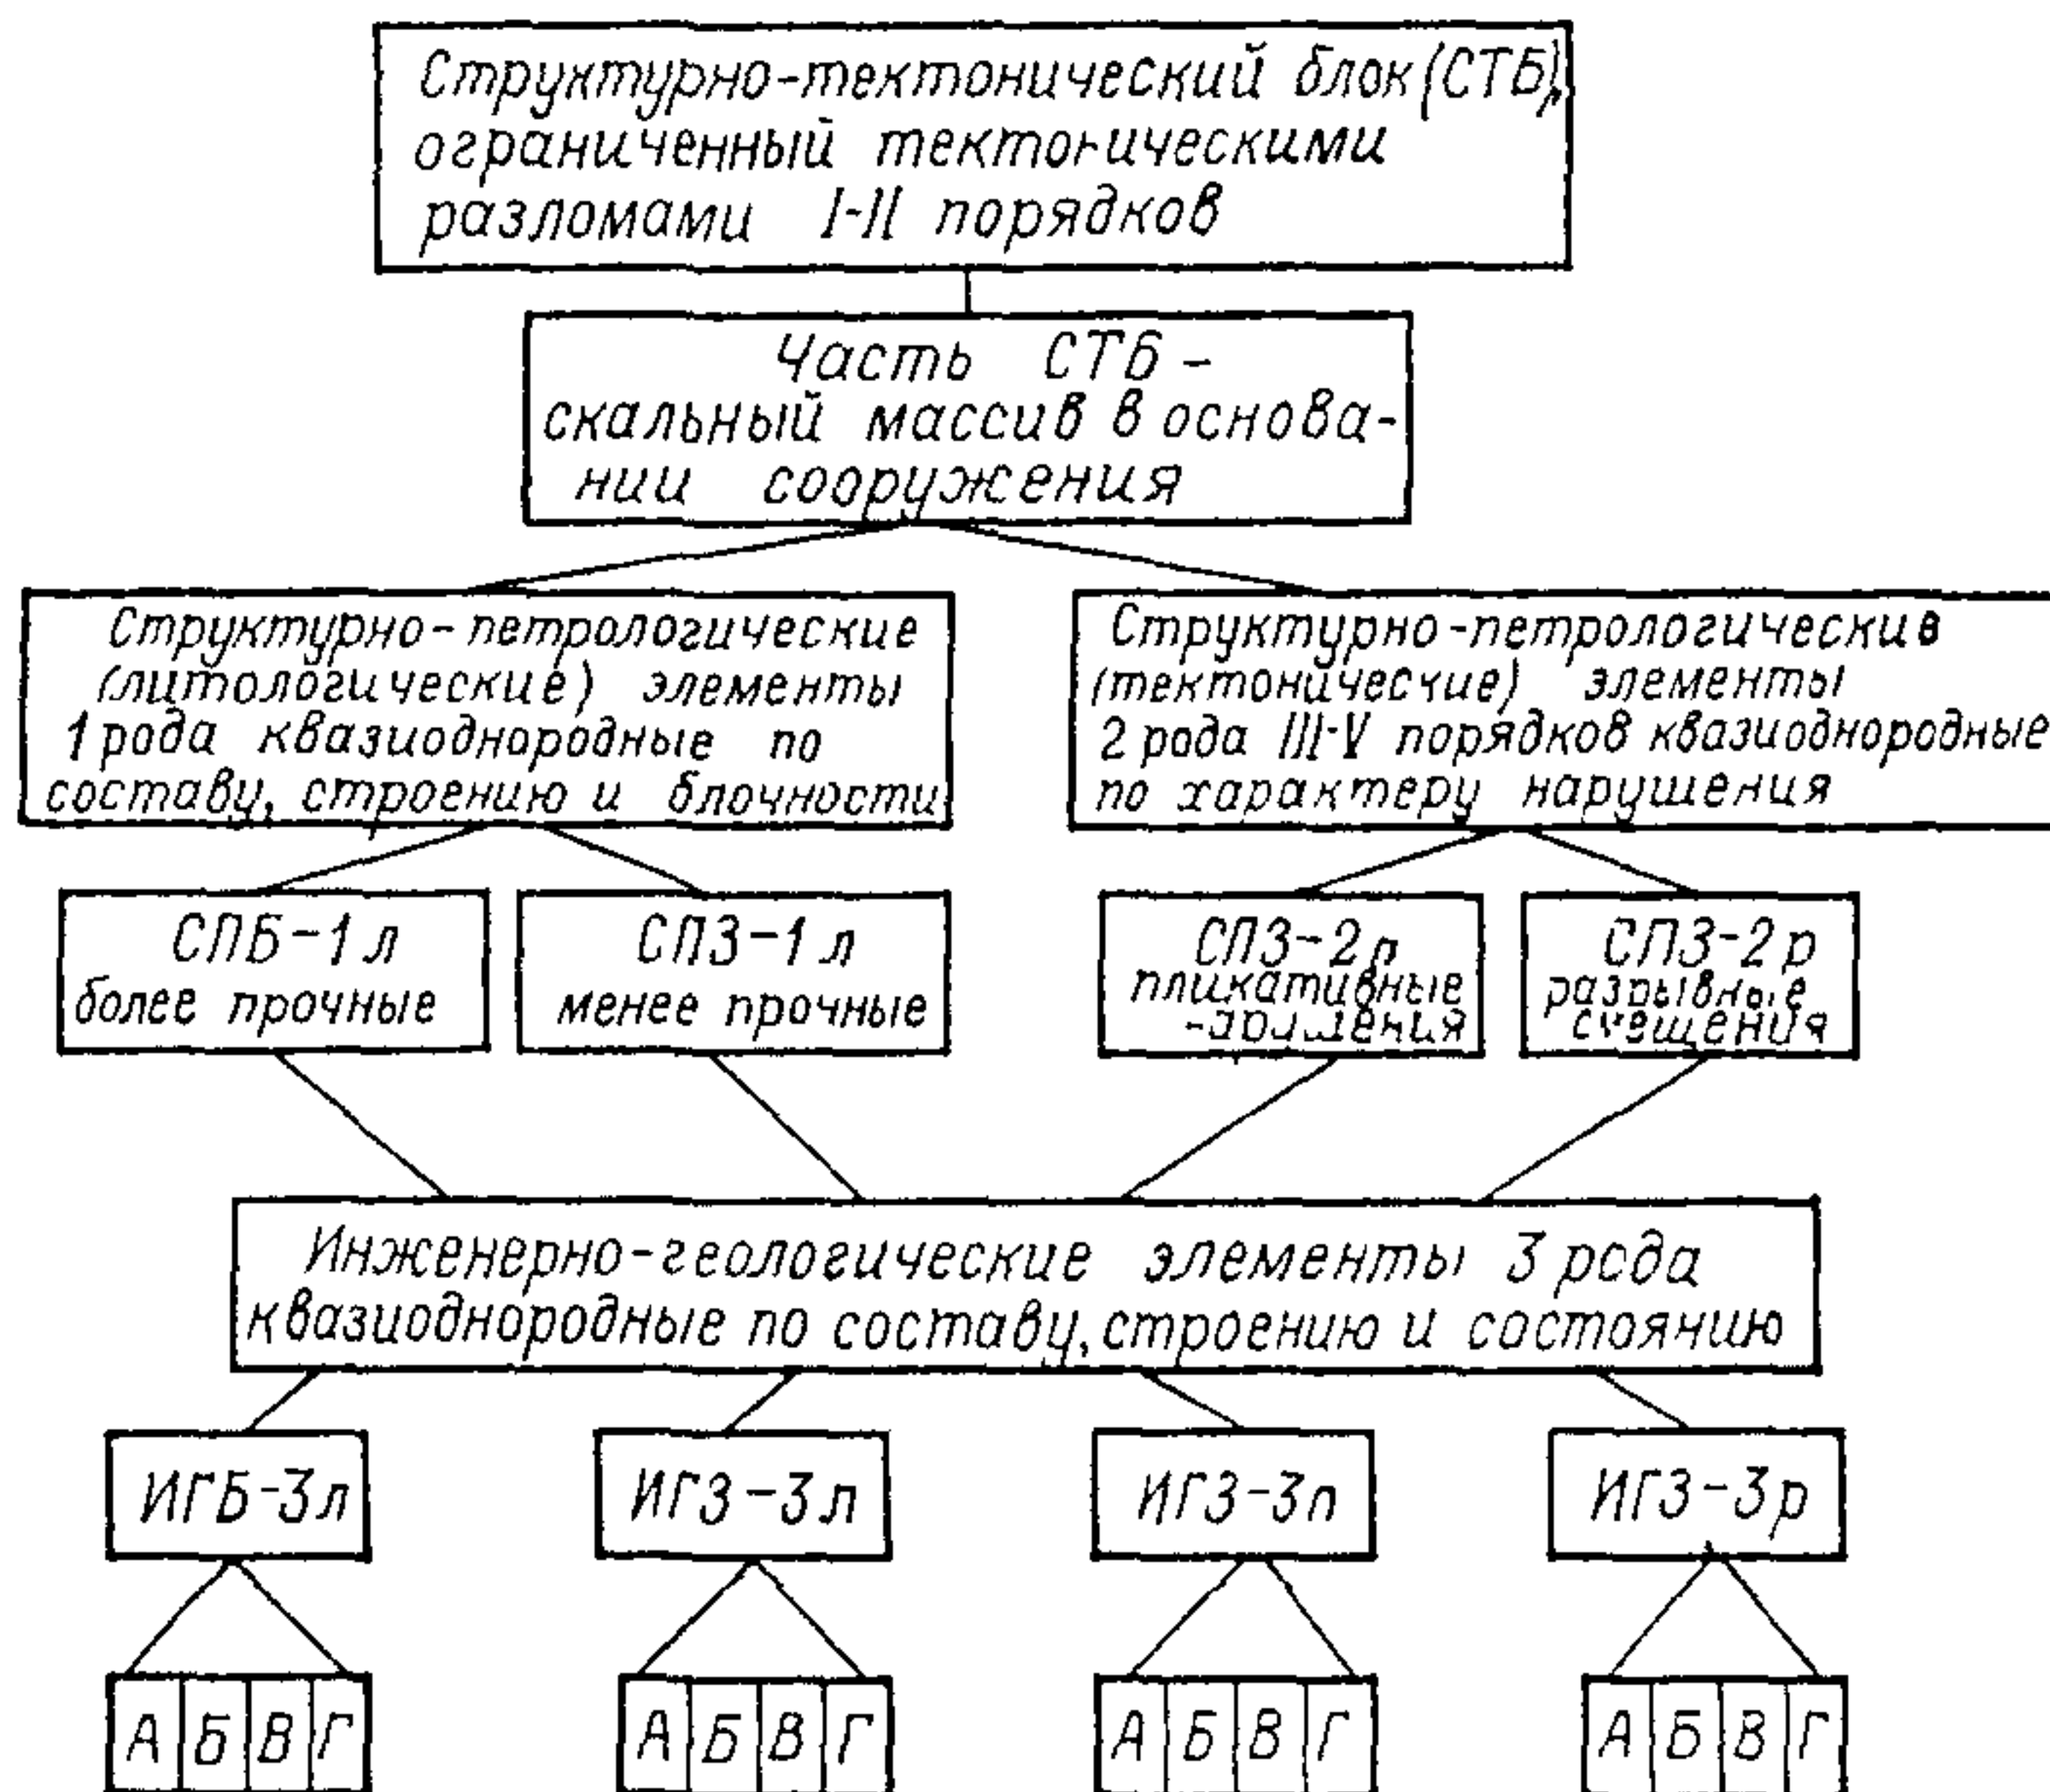 Структурно-тектонический блок (СТБ),
ограниченный тектоническими
разломами I-II порядков
Часть СТБ -
скальный массив в основа-
нии сооружения
Структурно-петрологические
(литологические) элементы
1 рода квазиоднородные по
составу, строению и блочности
Структурно-петрологические
(тектонические) элементы
2 рода III-V порядков квазиоднородные
по характеру нарушения
СПБ-1л
более прочные
СПЗ-1л
менее прочные
СПЗ-2п
пликативные
СПЗ-2р
разрывные
смещения
Инженерно-геологические элементы 3 рода
квазиоднородные по составу, строению и состоянию
ИГБ-3л
ИГЗ-3л
ИГЗ-3п
ИГЗ-3р
А Б В Г
А Б В Г
А Б В Г
А Б В Г